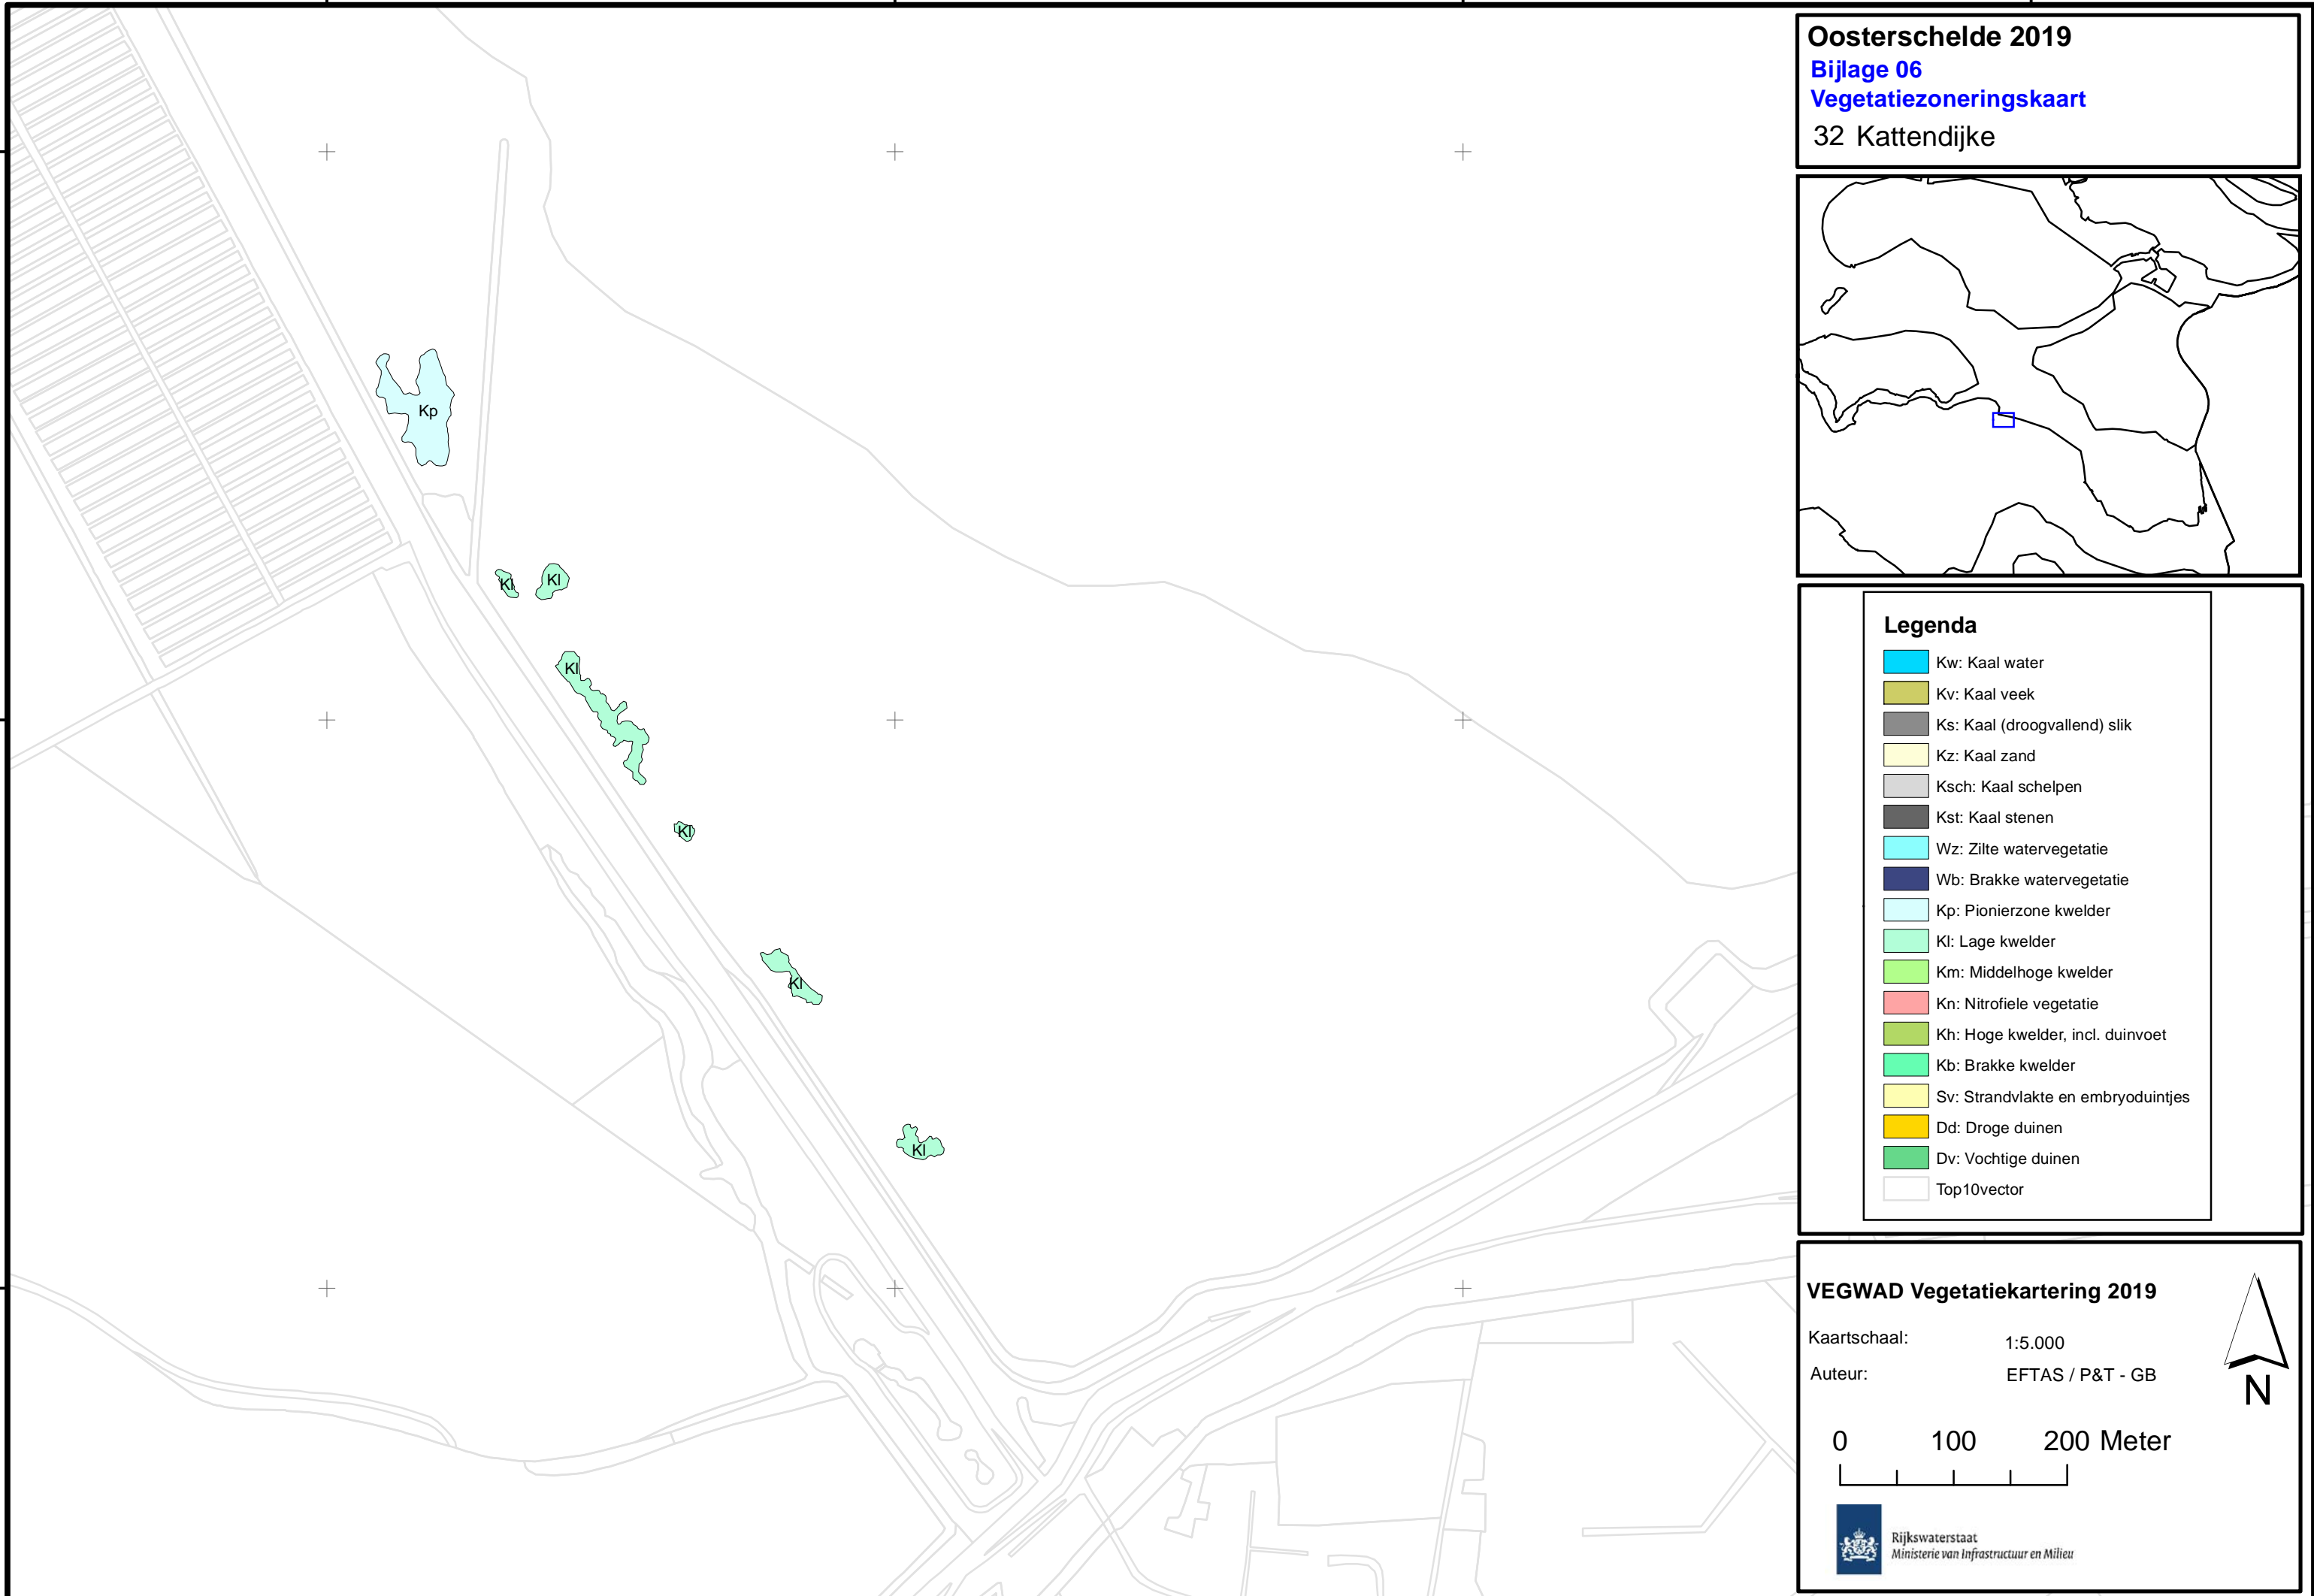 Oosterschelde 2019
Bijlage 06
Vegetatiezoneringskaart
32 Kattendijke
Kp
Kl
Kl
Kl
Kl
Kl
Kl
Legenda
Kw: Kaal water
Kv: Kaal veek
Ks: Kaal (droogvallend) slik
Kz: Kaal zand
Ksch: Kaal schelpen
Kst: Kaal stenen
Wz: Zilte watervegetatie
Wb: Brakke watervegetatie
Kp: Pionierzone kwelder
Kl: Lage kwelder
Km: Middelhoge kwelder
Kn: Nitrofiele vegetatie
Kh: Hoge kwelder, incl. duinvoet
Kb: Brakke kwelder
Sv: Strandvlakte en embryoduintjes
Dd: Droge duinen
Dv: Vochtige duinen
Top10vector
VEGWAD Vegetatiekartering 2019
Kaartschaal: 1:5.000
Auteur: EFTAS / P&T - GB
N
0 100 200 Meter
Rijkswaterstaat
Ministerie van Infrastructuur en Milieu